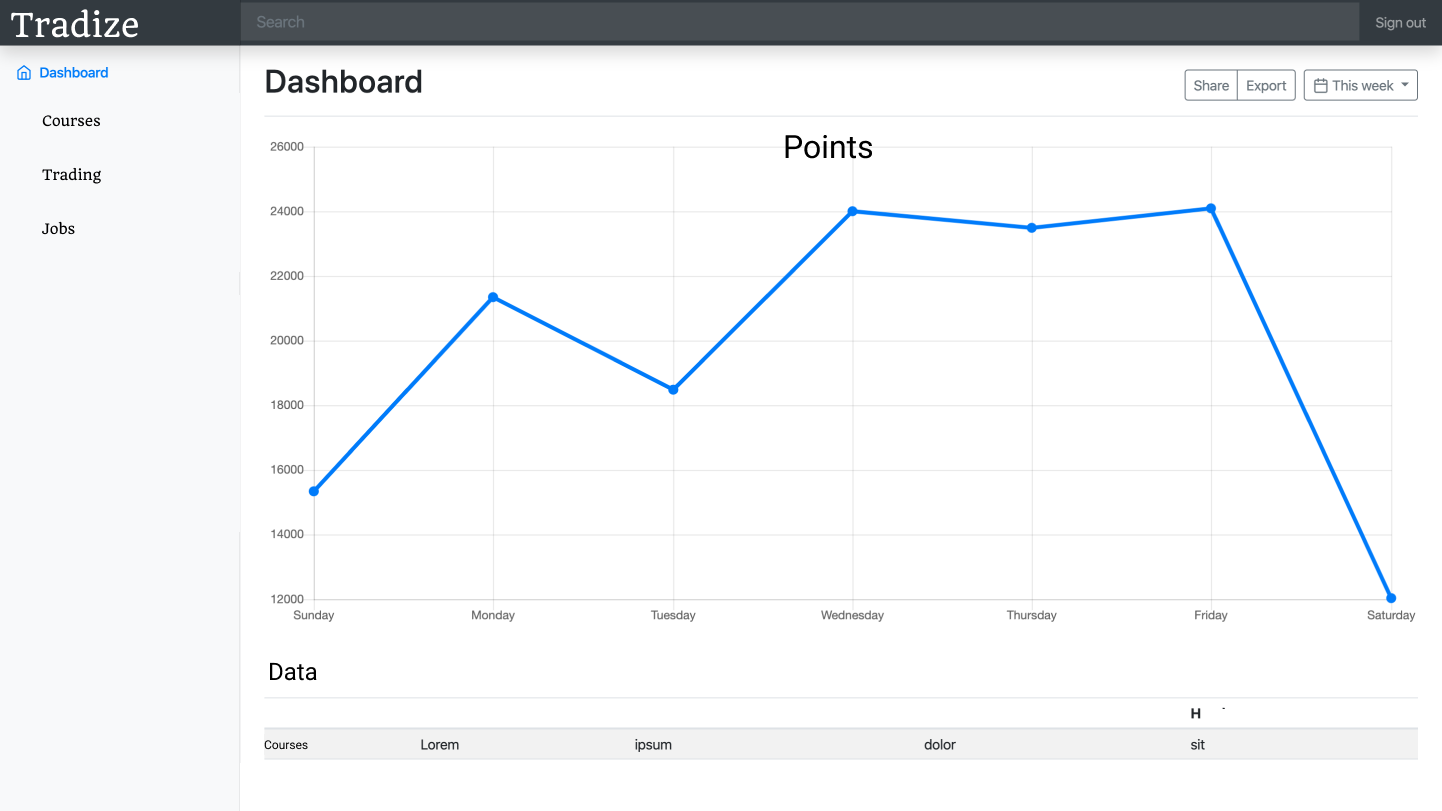 Tradize Search Sign out
Dashboard
Courses
Trading
Jobs
Dashboard
Share Export This week
Points
26000
24000
22000
20000
18000
16000
14000
12000
Sunday Monday Tuesday Wednesday Thursday Friday Saturday
Data
H
Courses Lorem ipsum dolor sit